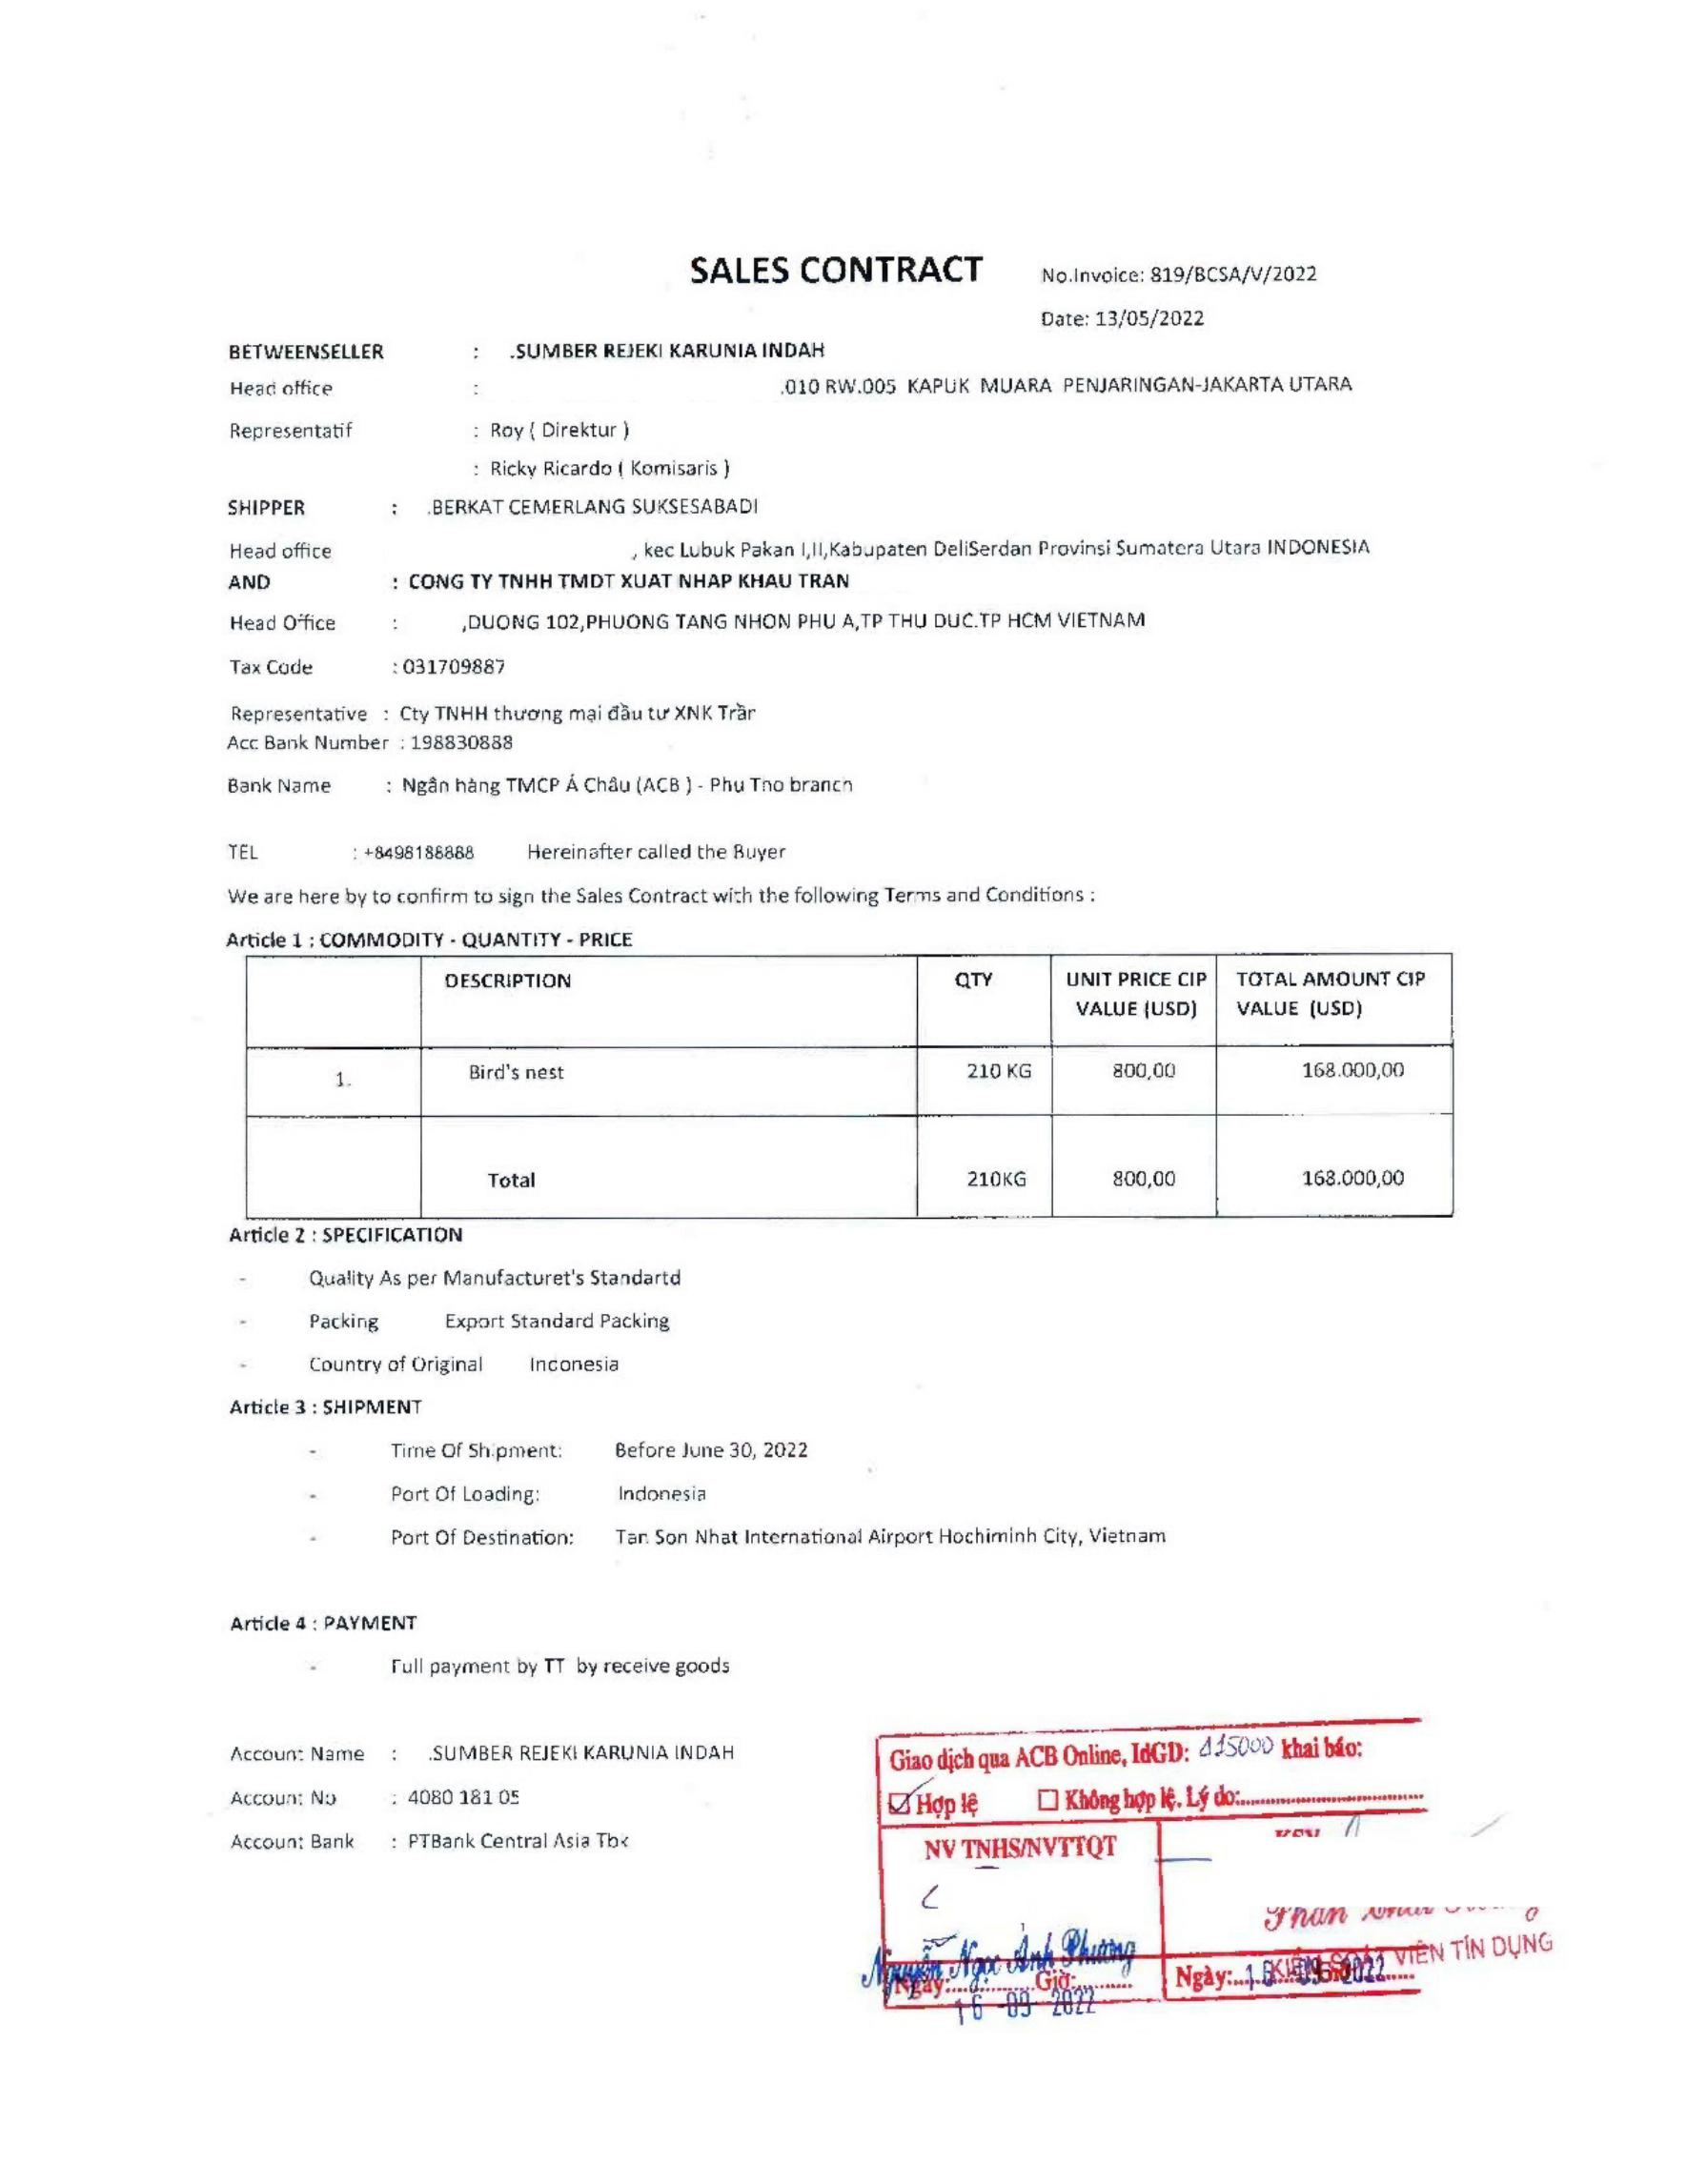 SALES CONTRACT No.Invoice: 819/BCSA/V/2022
Date: 13/05/2022
BETWEENSELLER : .SUMBER REJEKI KARUNIA INDAH
Head office : .010 RW.005 KAPUK MUARA PENJARINGAN-JAKARTA UTARA
Representatif : Roy ( Direktur )
: Ricky Ricardo ( Komisaris )
SHIPPER : .BERKAT CEMERLANG SUKSESABADI
Head office , kec Lubuk Pakan I,II,Kabupaten DeliSerdan Provinsi Sumatera Utara INDONESIA
AND : CONG TY TNHH TMDT XUAT NHAP KHAU TRAN
Head Office : ,DUONG 102,PHUONG TANG NHON PHU A,TP THU DUC.TP HCM VIETNAM
Tax Code : 031709887
Representative : Cty TNHH thương mại đầu tư XNK Trần
Acc Bank Number : 198830888
Bank Name : Ngân hàng TMCP Á Châu (ACB ) - Phu Tho branch
TEL : +8498188888 Hereinafter called the Buyer
We are here by to confirm to sign the Sales Contract with the following Terms and Conditions :
Article 1 : COMMODITY - QUANTITY - PRICE
DESCRIPTION QTY UNIT PRICE CIP TOTAL AMOUNT CIP
VALUE (USD) VALUE (USD)
1. Bird's nest 210 KG 800,00 168.000,00
Total 210KG 800,00 168.000,00
Article 2 : SPECIFICATION
- Quality As per Manufacturet's Standartd
- Packing Export Standard Packing
- Country of Original Indonesia
Article 3 : SHIPMENT
- Time Of Shipment: Before June 30, 2022
- Port Of Loading: Indonesia
- Port Of Destination: Tan Son Nhat International Airport Hochiminh City, Vietnam
Article 4 : PAYMENT
- Full payment by TT by receive goods
Account Name : .SUMBER REJEKI KARUNIA INDAH
Account No : 4080 181 05
Account Bank : PTBank Central Asia Tbk
Giao dịch qua ACB Online, IdGD: 115000 khai báo:
☑ Hợp lệ ☐ Không hợp lệ. Lý do:
NV TNHS/NVTTQT KSV
Phan
Nguyễn Ngọc Ánh Phương
KIỂM SOÁT VIÊN TÍN DỤNG
Ngày: Giờ: Ngày: 16 -09- 2022
16 -09- 2022